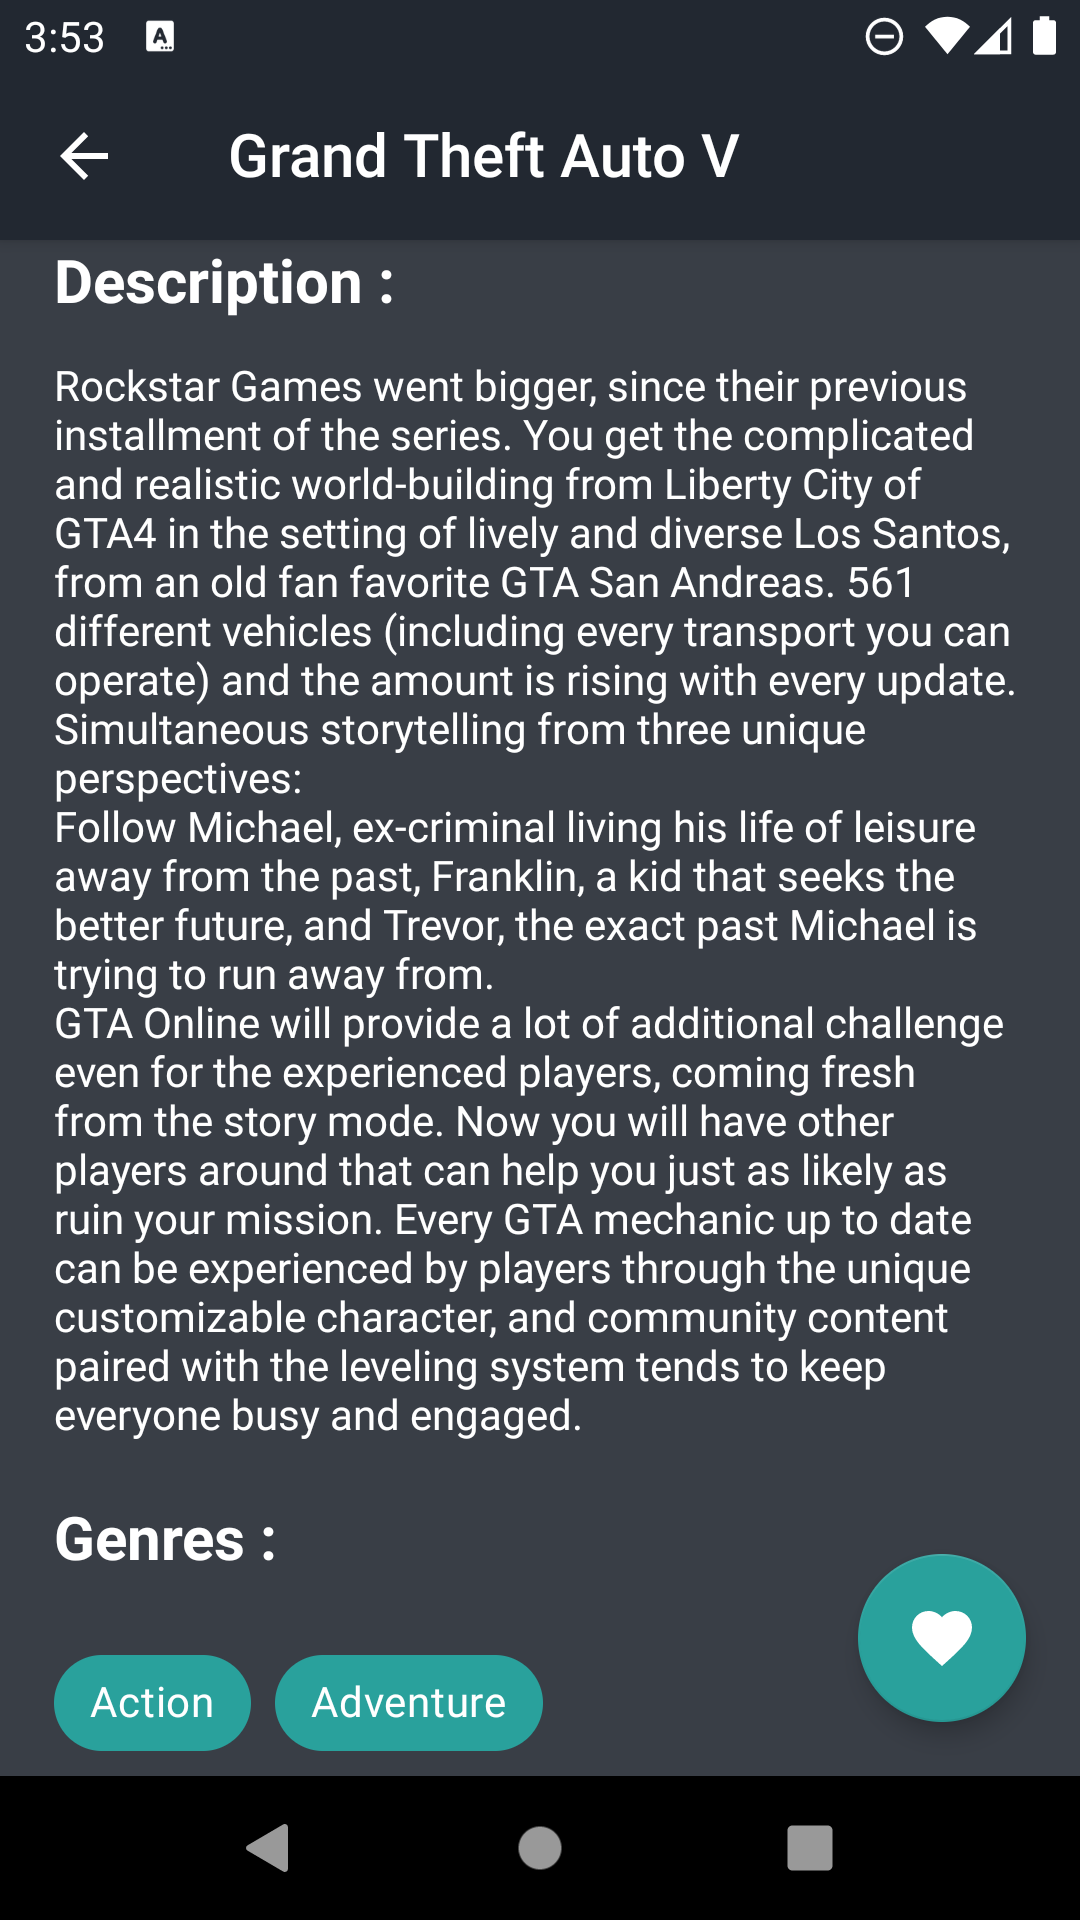 3:53
A
Grand Theft Auto V
Description :
Rockstar Games went bigger, since their previous
installment of the series. You get the complicated
and realistic world-building from Liberty City of
GTA4 in the setting of lively and diverse Los Santos,
from an old fan favorite GTA San Andreas. 561
different vehicles (including every transport you can
operate) and the amount is rising with every update.
Simultaneous storytelling from three unique
perspectives:
Follow Michael, ex-criminal living his life of leisure
away from the past, Franklin, a kid that seeks the
better future, and Trevor, the exact past Michael is
trying to run away from.
GTA Online will provide a lot of additional challenge
even for the experienced players, coming fresh
from the story mode. Now you will have other
players around that can help you just as likely as
ruin your mission. Every GTA mechanic up to date
can be experienced by players through the unique
customizable character, and community content
paired with the leveling system tends to keep
everyone busy and engaged.
Genres :
Action
Adventure